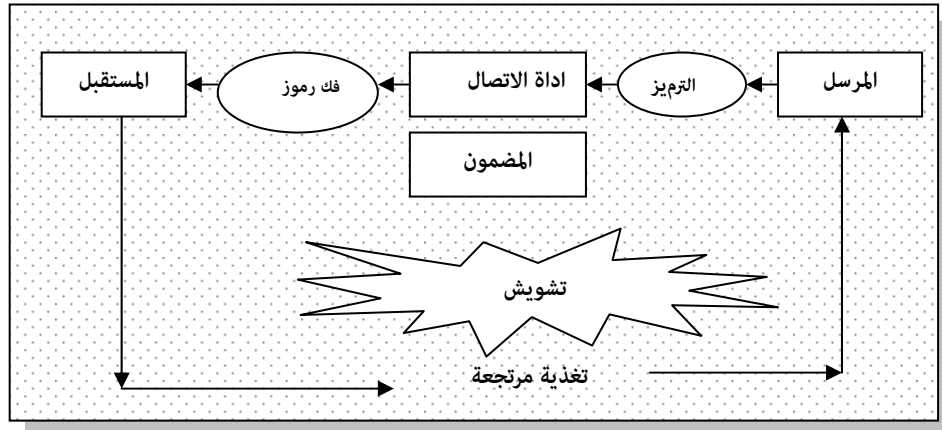 المرسل
الترميز
اداة الاتصال
فك رموز
المستقبل
المضمون
تشويش
تغذية مرتجعة